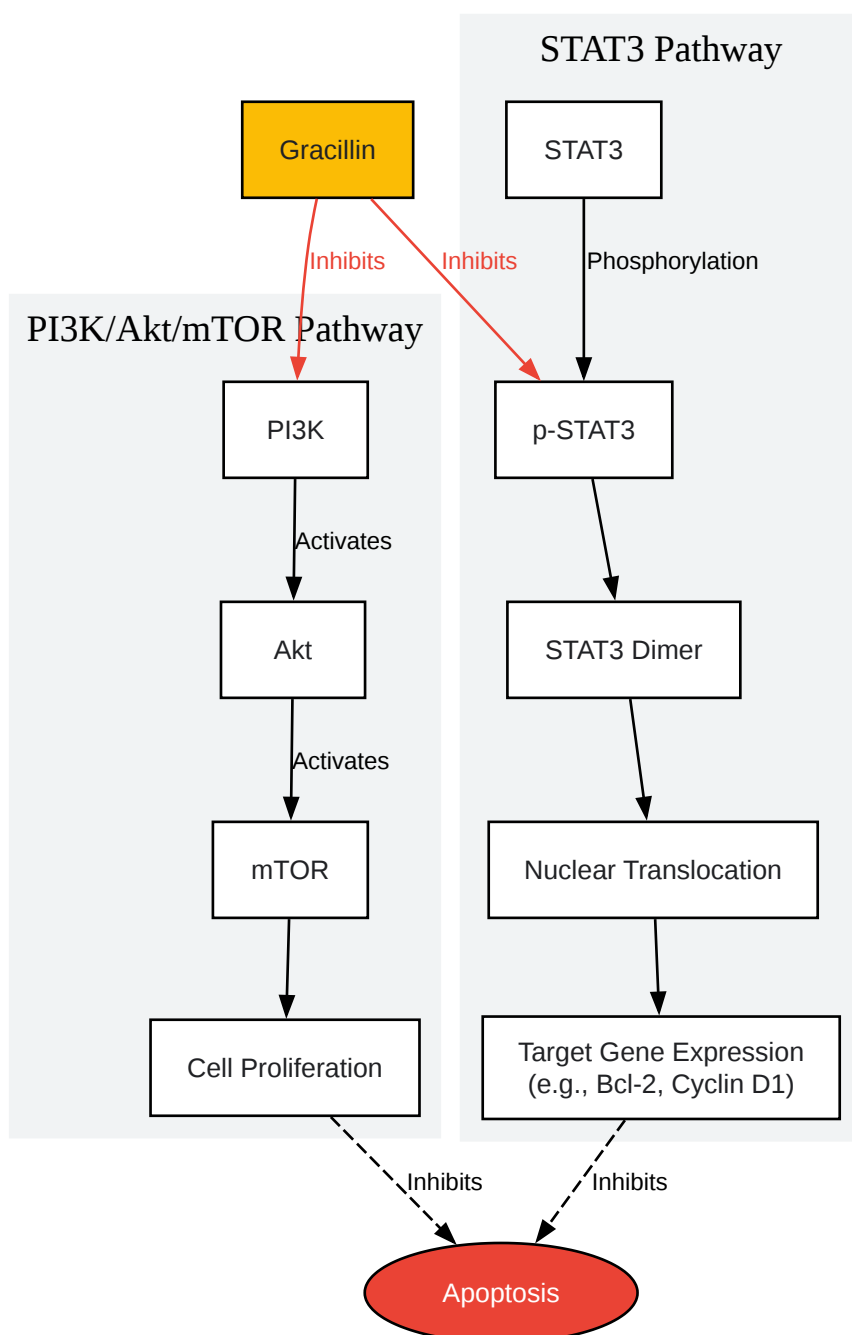 STAT3 Pathway
Gracillin
STAT3
Inhibits
Inhibits
Phosphorylation
PI3K/Akt/mTOR Pathway
PI3K
p-STAT3
Activates
Akt
STAT3 Dimer
Activates
mTOR
Nuclear Translocation
Cell Proliferation
Target Gene Expression
(e.g., Bcl-2, Cyclin D1)
Inhibits
Inhibits
Apoptosis